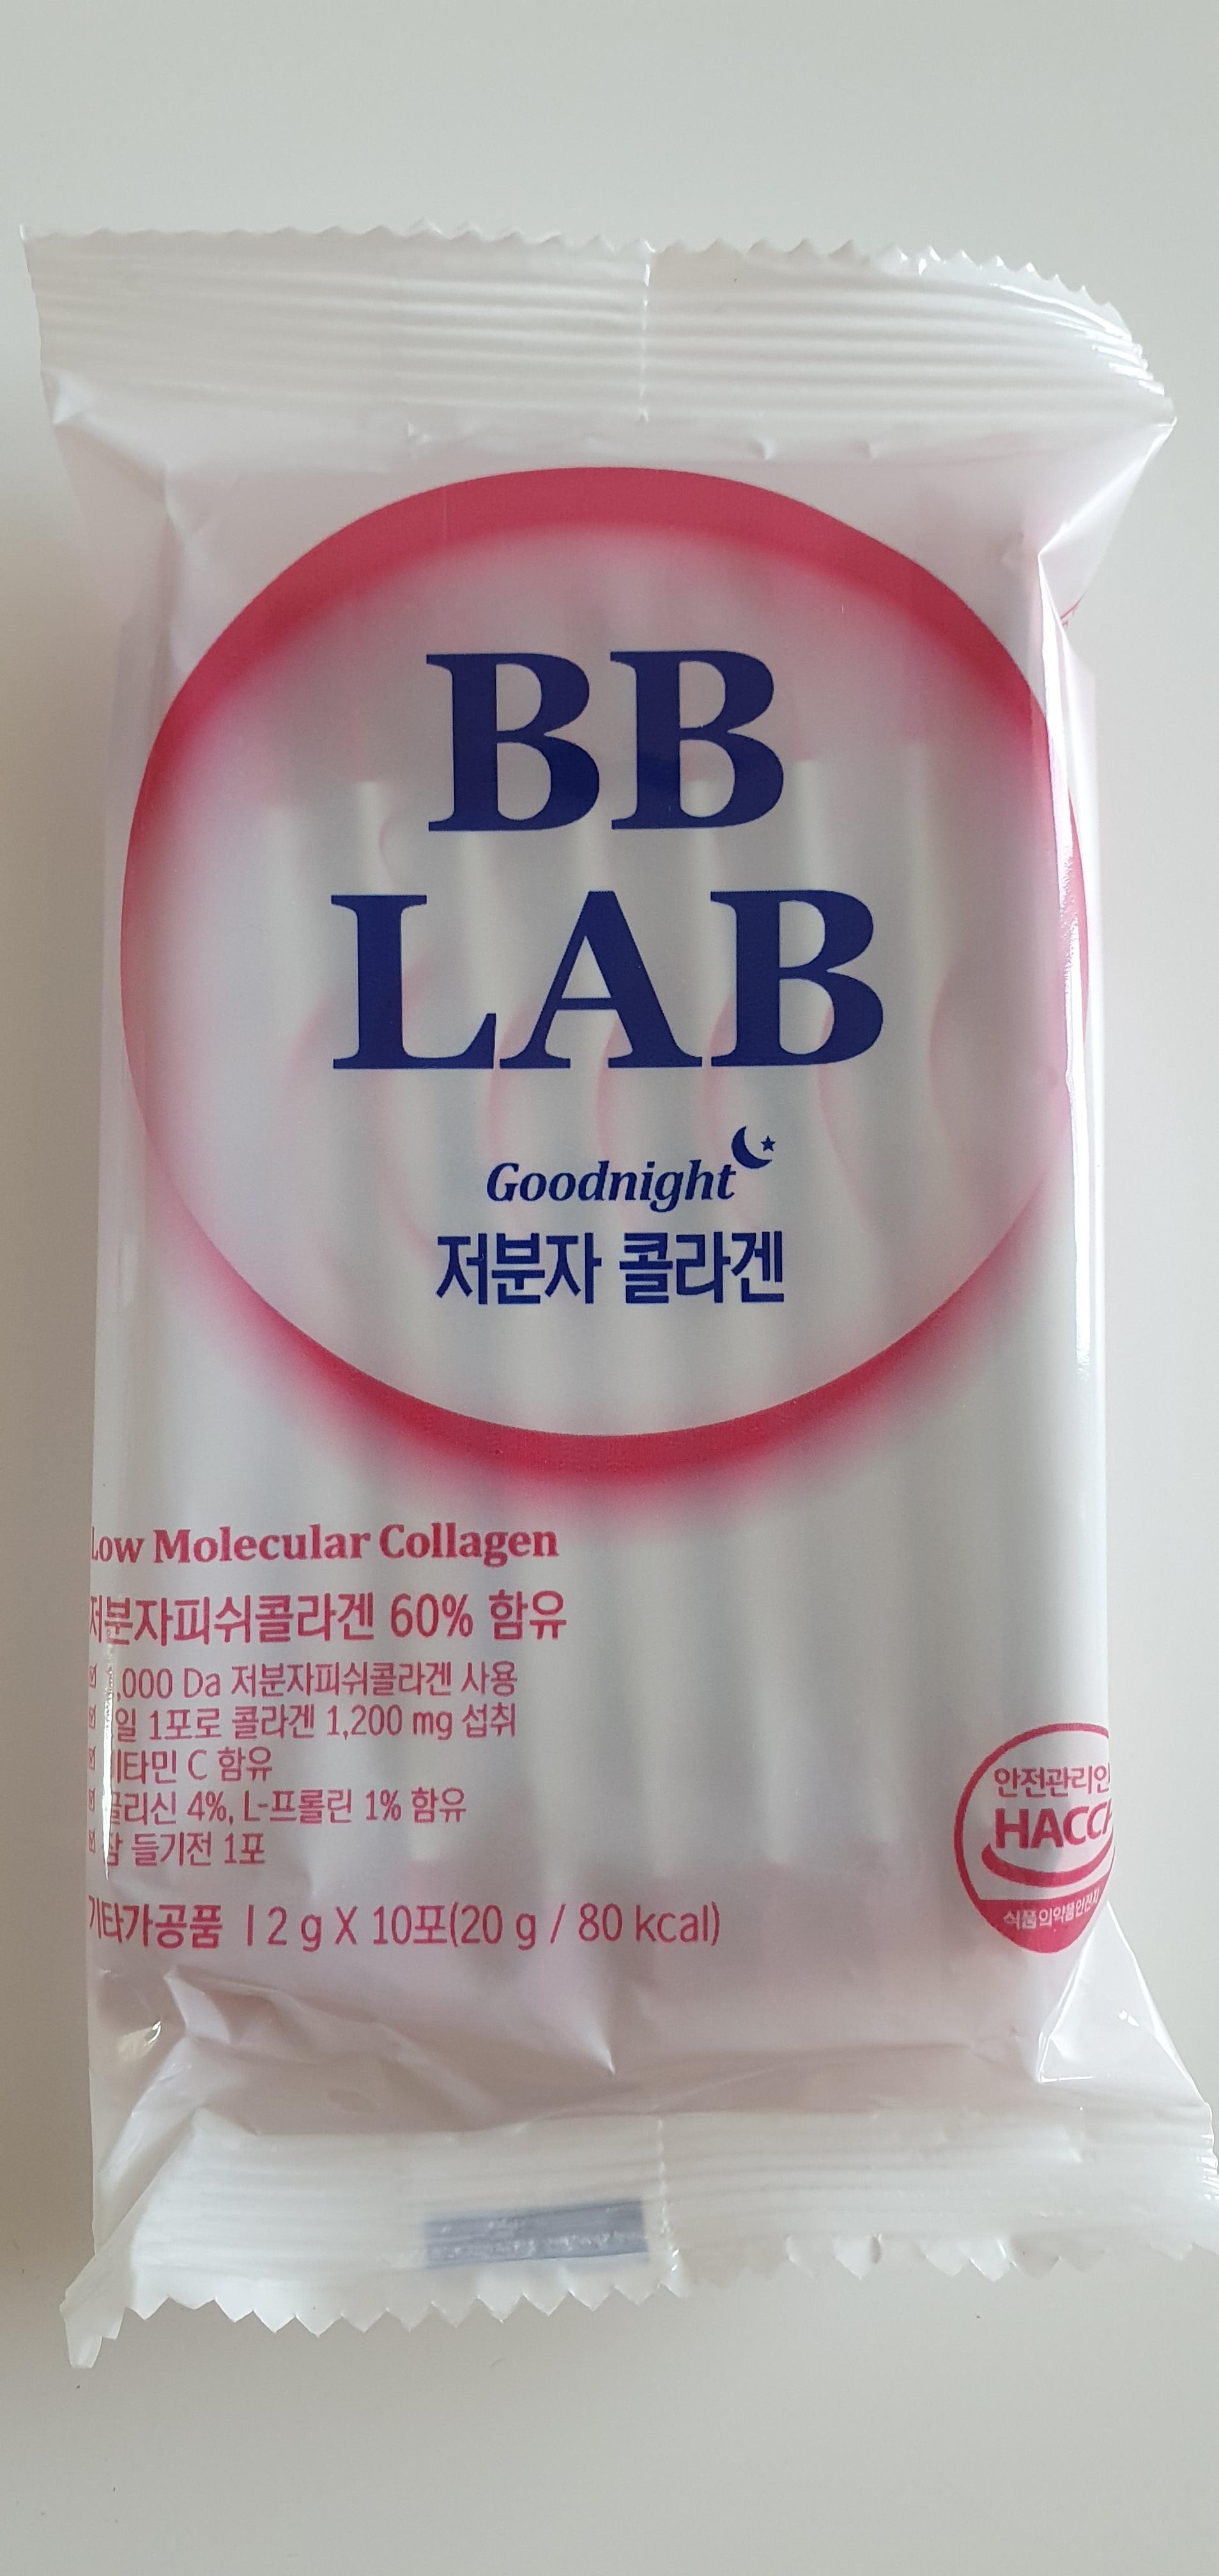 BB
LAB
Goodnight
저분자 콜라겐
Low Molecular Collagen
저분자피쉬콜라겐 60% 함유
,000 Da 저분자피쉬콜라겐 사용
일 1포로 콜라겐 1,200 mg 섭취
비타민 C 함유
글리신 4%, L-프롤린 1% 함유
잠 들기전 1포
기타가공품 | 2 g X 10포(20 g / 80 kcal)
안전관리인
HACCP
식품의약품안전처